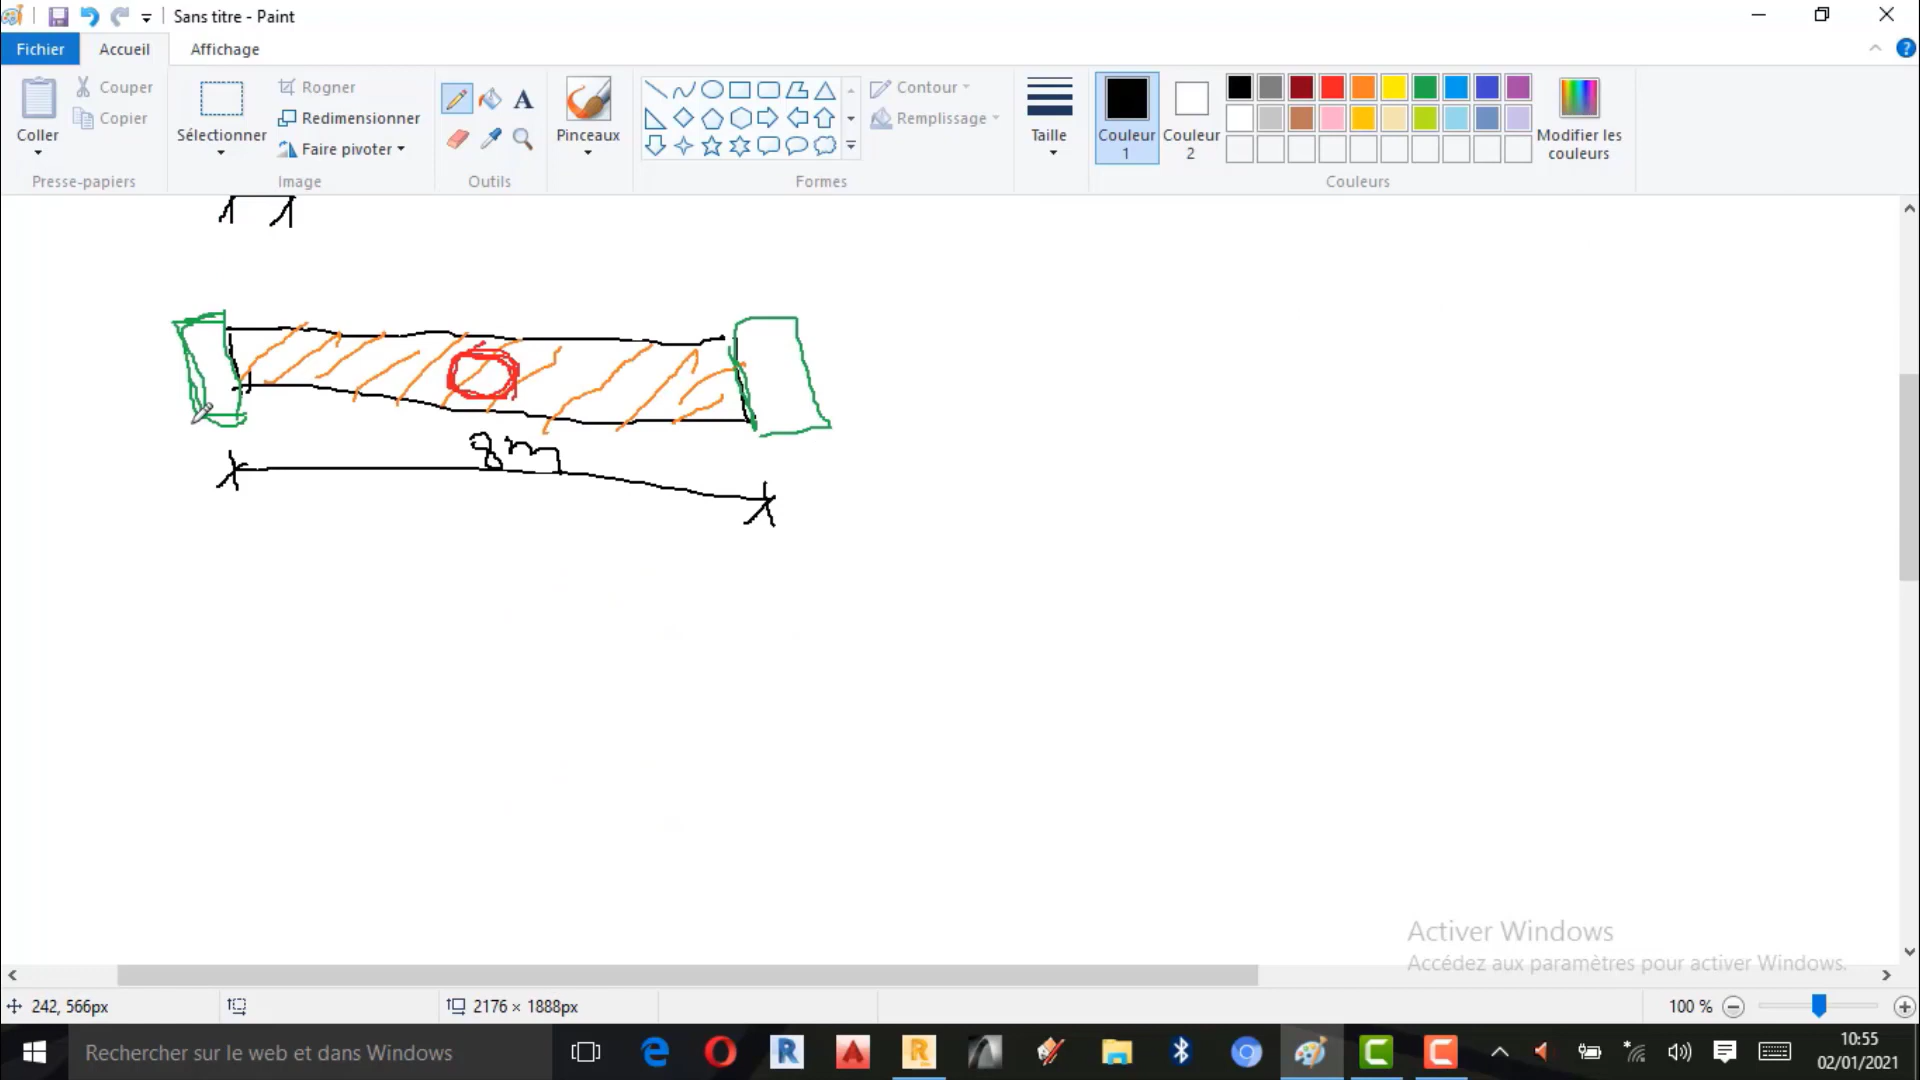 Sans titre - Paint
Fichier
Accueil
Affichage
Coller
Couper
Copier
Presse-papiers
Sélectionner
Rogner
Redimensionner
Faire pivoter
Image
A
Outils
Pinceaux
Contour
Remplissage
Formes
Taille
Couleur
1
Couleur
2
Modifier les
couleurs
Couleurs
8m
Activer Windows
Accédez aux paramètres pour activer Windows.
242, 566px
2176 × 1888px
100 %
Rechercher sur le web et dans Windows
10:55
02/01/2021